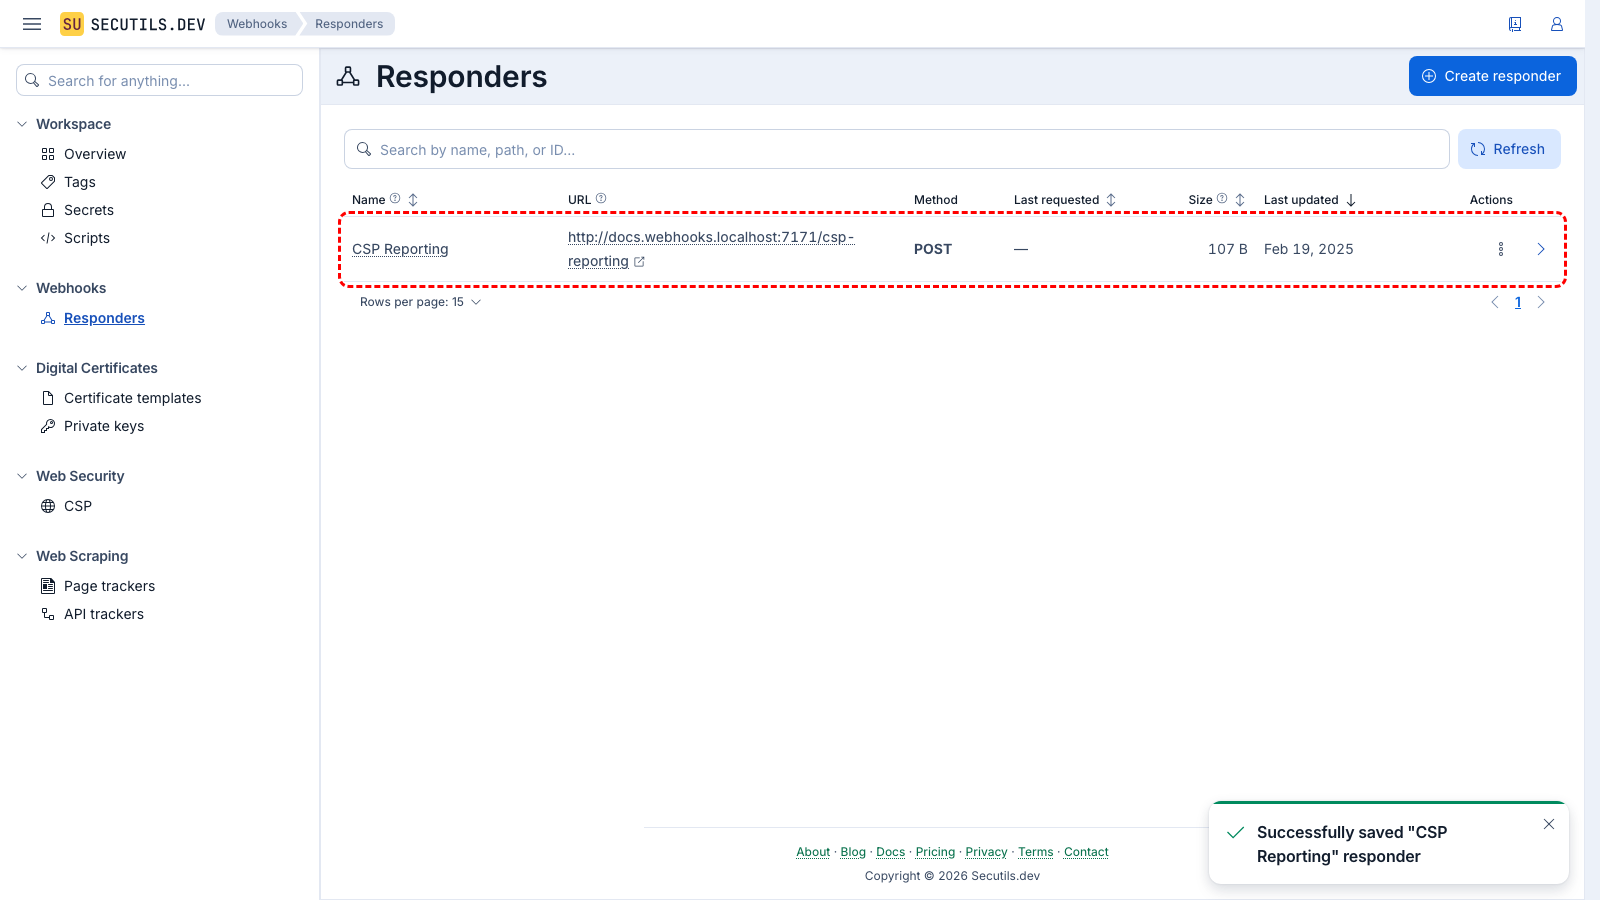 SU SECUTILS.DEV
Webhooks
Responders
Search for anything...
Workspace
Overview
Tags
Secrets
Scripts
Webhooks
Responders
Digital Certificates
Certificate templates
Private keys
Web Security
CSP
Web Scraping
Page trackers
API trackers
Responders
Create responder
Search by name, path, or ID...
Refresh
Name URL Method Last requested Size Last updated Actions
CSP Reporting http://docs.webhooks.localhost:7171/csp-
reporting POST — 107 B Feb 19, 2025
Rows per page: 15
1
About · Blog · Docs · Pricing · Privacy · Terms · Contact
Copyright © 2026 Secutils.dev
Successfully saved "CSP
Reporting" responder